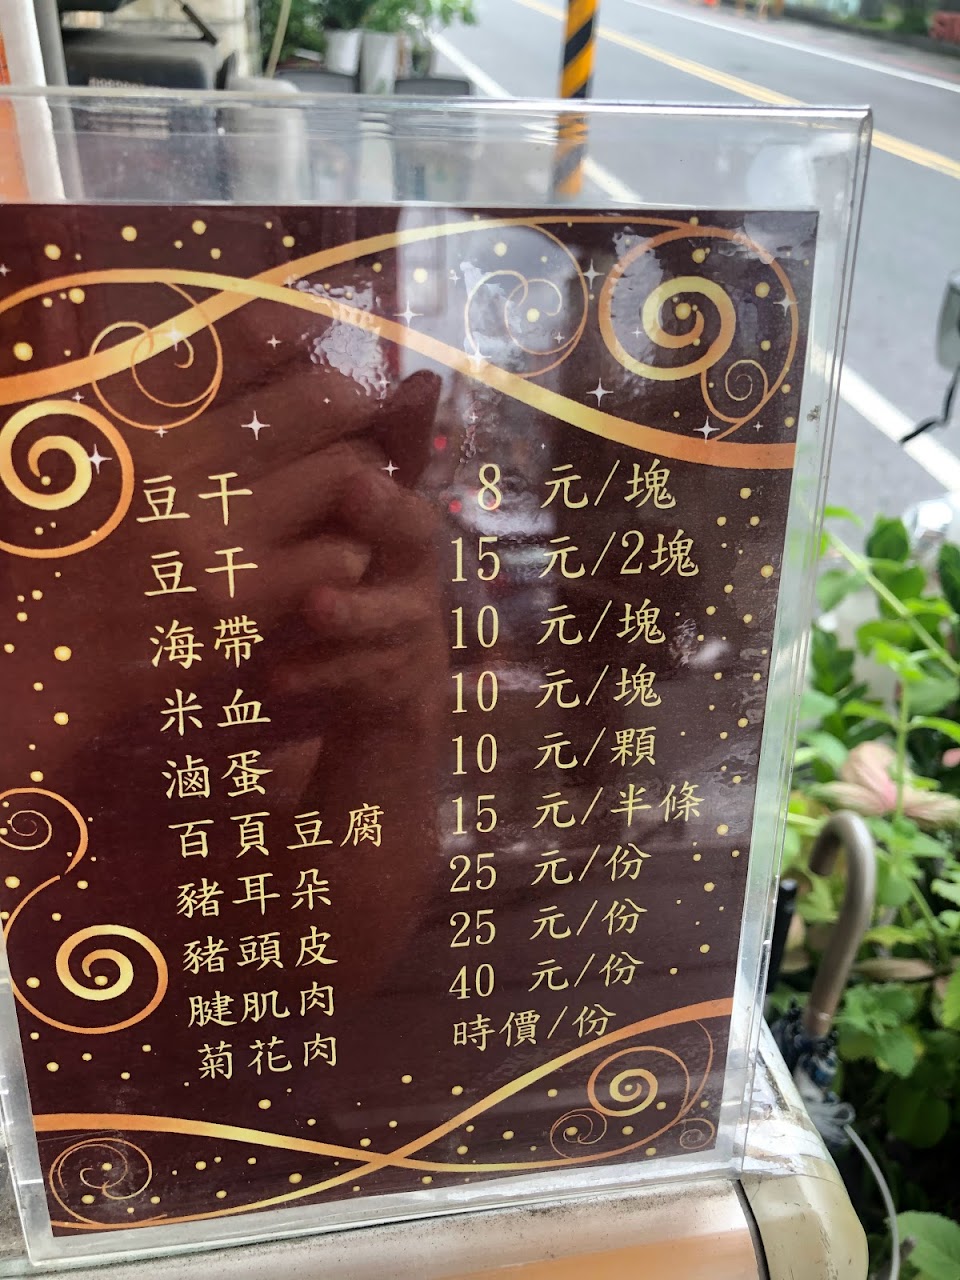 豆干 8 元/塊
豆干 15 元/2塊
海帶 10 元/塊
米血 10 元/塊
滷蛋 10 元/顆
百頁豆腐 15 元/半條
豬耳朵 25 元/份
豬頭皮 25 元/份
腱肌肉 40 元/份
菊花肉 時價/份